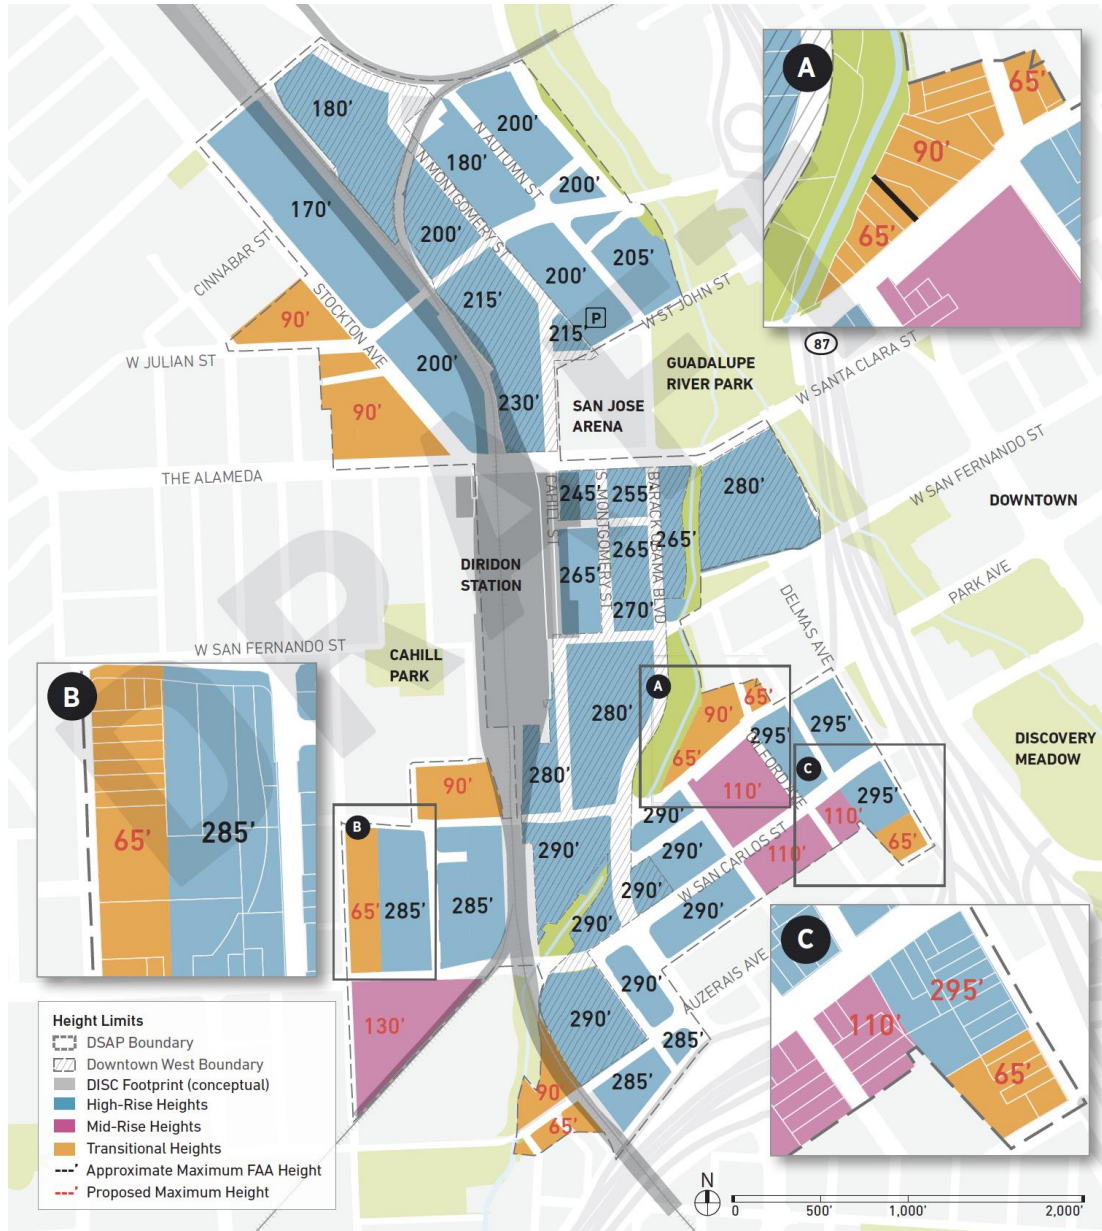 180'
200'
N AUTUMN ST
180'
N MONTGOMERY ST
200'
170'
200'
205'
200'
CINNABAR ST
215'
STOCKTON AVE
90'
215'
P
W ST JOHN ST
W JULIAN ST
200'
90'
230'
SAN JOSE
ARENA
GUADALUPE
RIVER PARK
87
W SANTA CLARA ST
THE ALAMEDA
W SAN FERNANDO ST
DOWNTOWN
245'
255'
280'
CAHILL ST
S. MONTGOMERY ST
BARACK OBAMA BLVD
265'
265'
265'
270'
DIRIDON
STATION
DELMAS AVE
PARK AVE
W SAN FERNANDO ST
CAHILL
PARK
280'
A
90'
65'
65'
295'
295'
DISCOVERY
MEADOW
280'
90'
110'
C
295'
290'
110'
65'
110'
290'
W SAN CARLOS ST
B
65'
285'
285'
290'
290'
290'
290'
290'
AUZERAIS AVE
290'
285'
130'
285'
90'
65'
A
65'
90'
65'
B
65'
285'
C
295'
110'
65'
Height Limits
DSAP Boundary
Downtown West Boundary
DISC Footprint (conceptual)
High-Rise Heights
Mid-Rise Heights
Transitional Heights
---' Approximate Maximum FAA Height
---' Proposed Maximum Height
N
0 500' 1,000' 2,000'
DRAFT